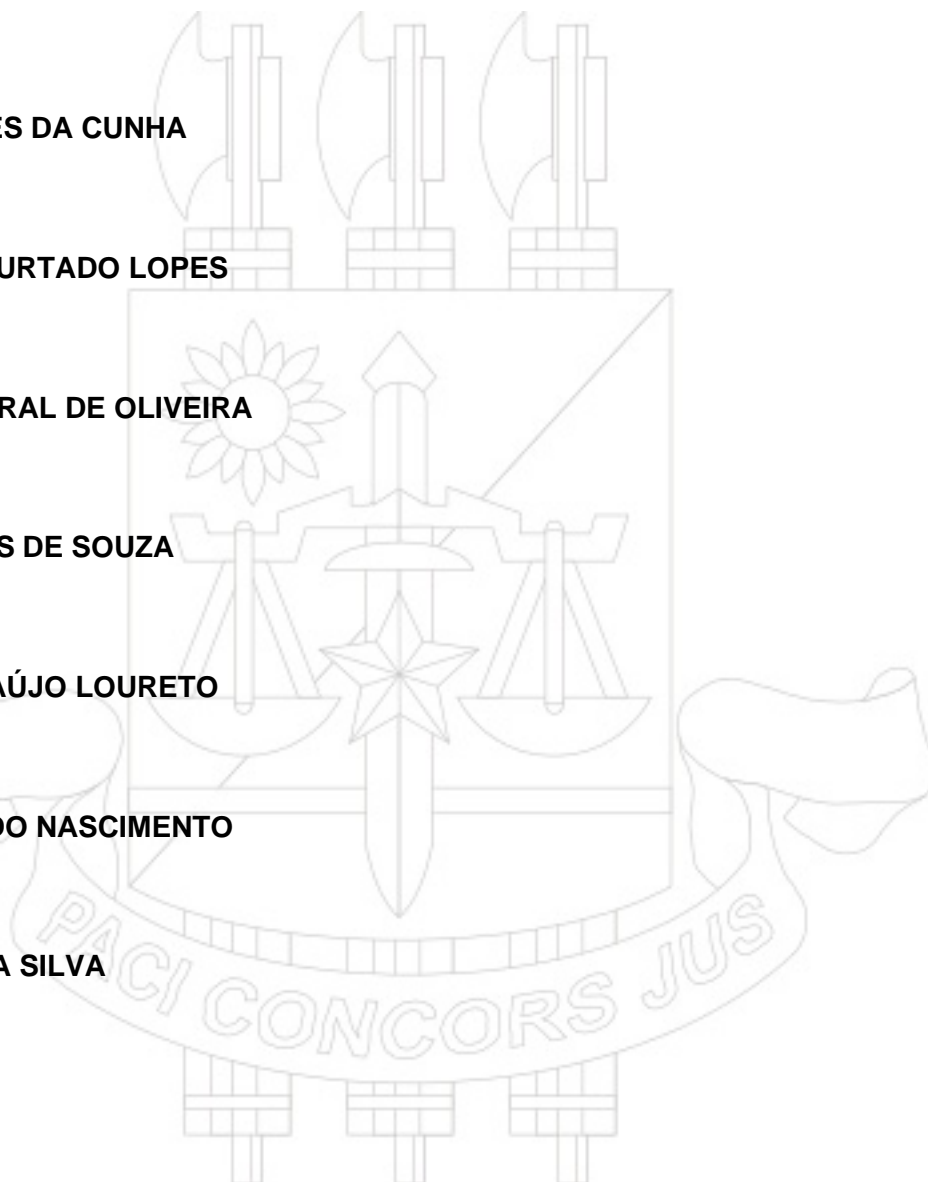 ES DA CUNHA
URTADO LOPES
RAL DE OLIVEIRA
S DE SOUZA
AÚJO LOURETO
DO NASCIMENTO
A SILVA
PACI CONCORS JUS